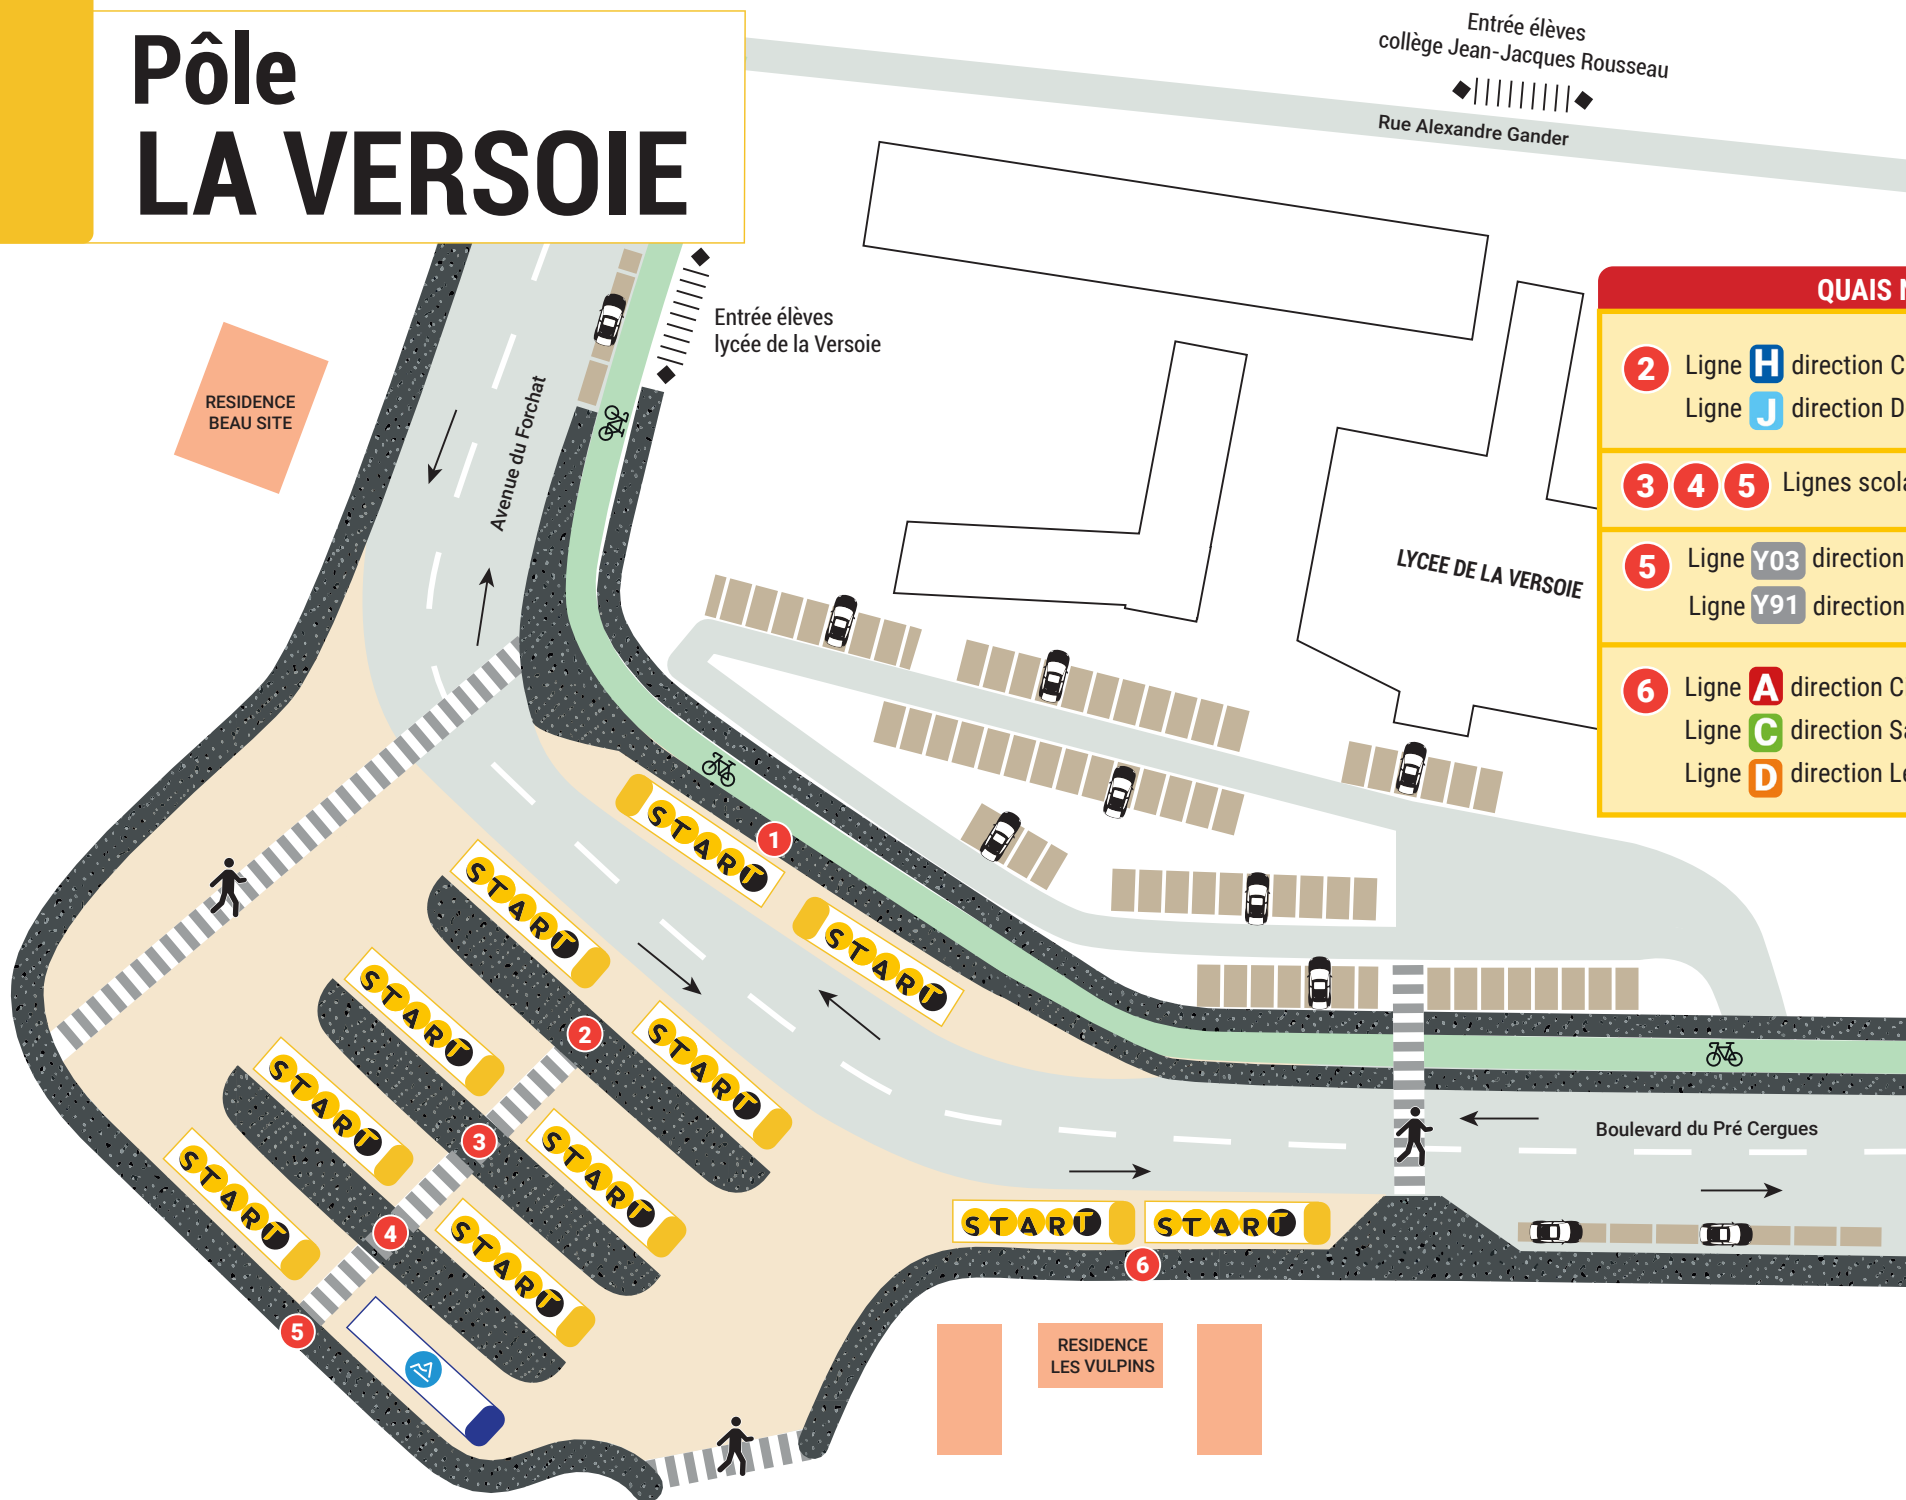 Pôle
LA VERSOIE
Entrée élèves
collège Jean-Jacques Rousseau
Rue Alexandre Gander
Entrée élèves
lycée de la Versoie
RESIDENCE
BEAU SITE
Avenue du Forchat
LYCEE DE LA VERSOIE
QUAIS
2 Ligne H direction C
Ligne J direction D
3 4 5 Lignes scol
5 Ligne Y03 direction
Ligne Y91 direction
6 Ligne A direction C
Ligne C direction S
Ligne D direction L
START
1
START
START
START
2
START
START
3
START
START
4
START
5
Boulevard du Pré Cergues
START START
6
RESIDENCE
LES VULPINS